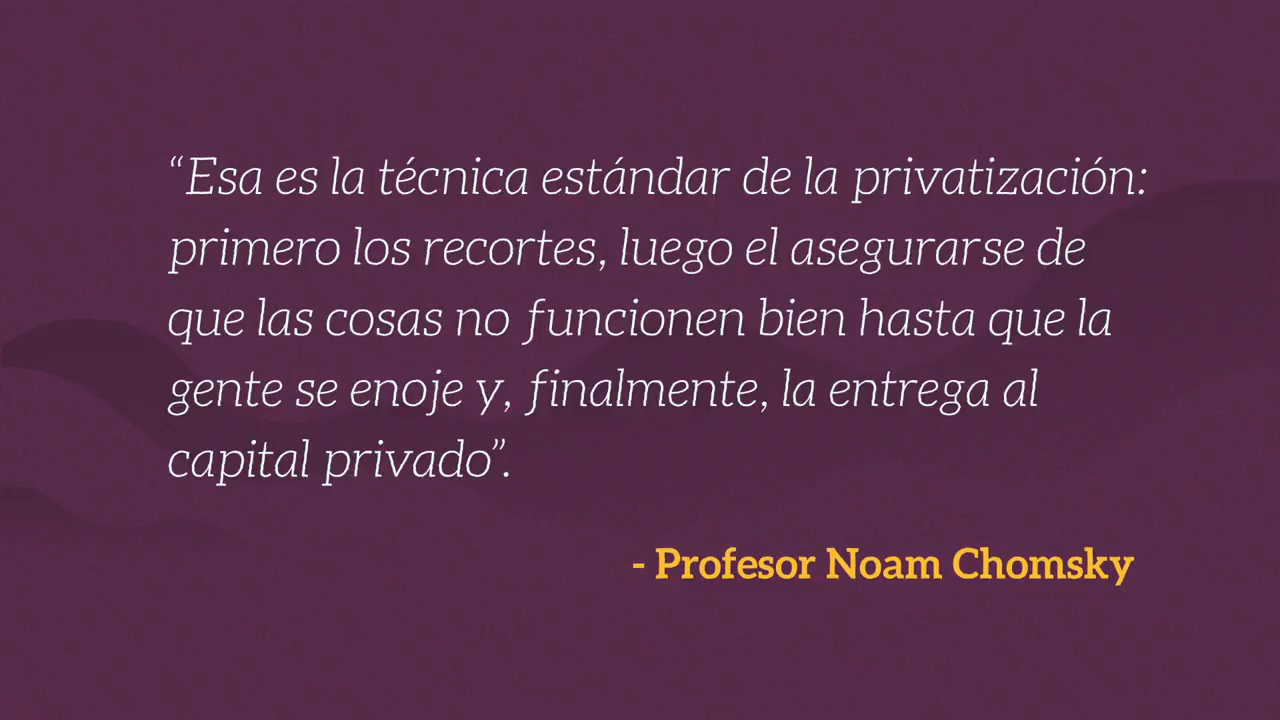 “Esa es la técnica estándar de la privatización:
primero los recortes, luego el asegurarse de
que las cosas no funcionen bien hasta que la
gente se enoje y, finalmente, la entrega al
capital privado”.
- Profesor Noam Chomsky